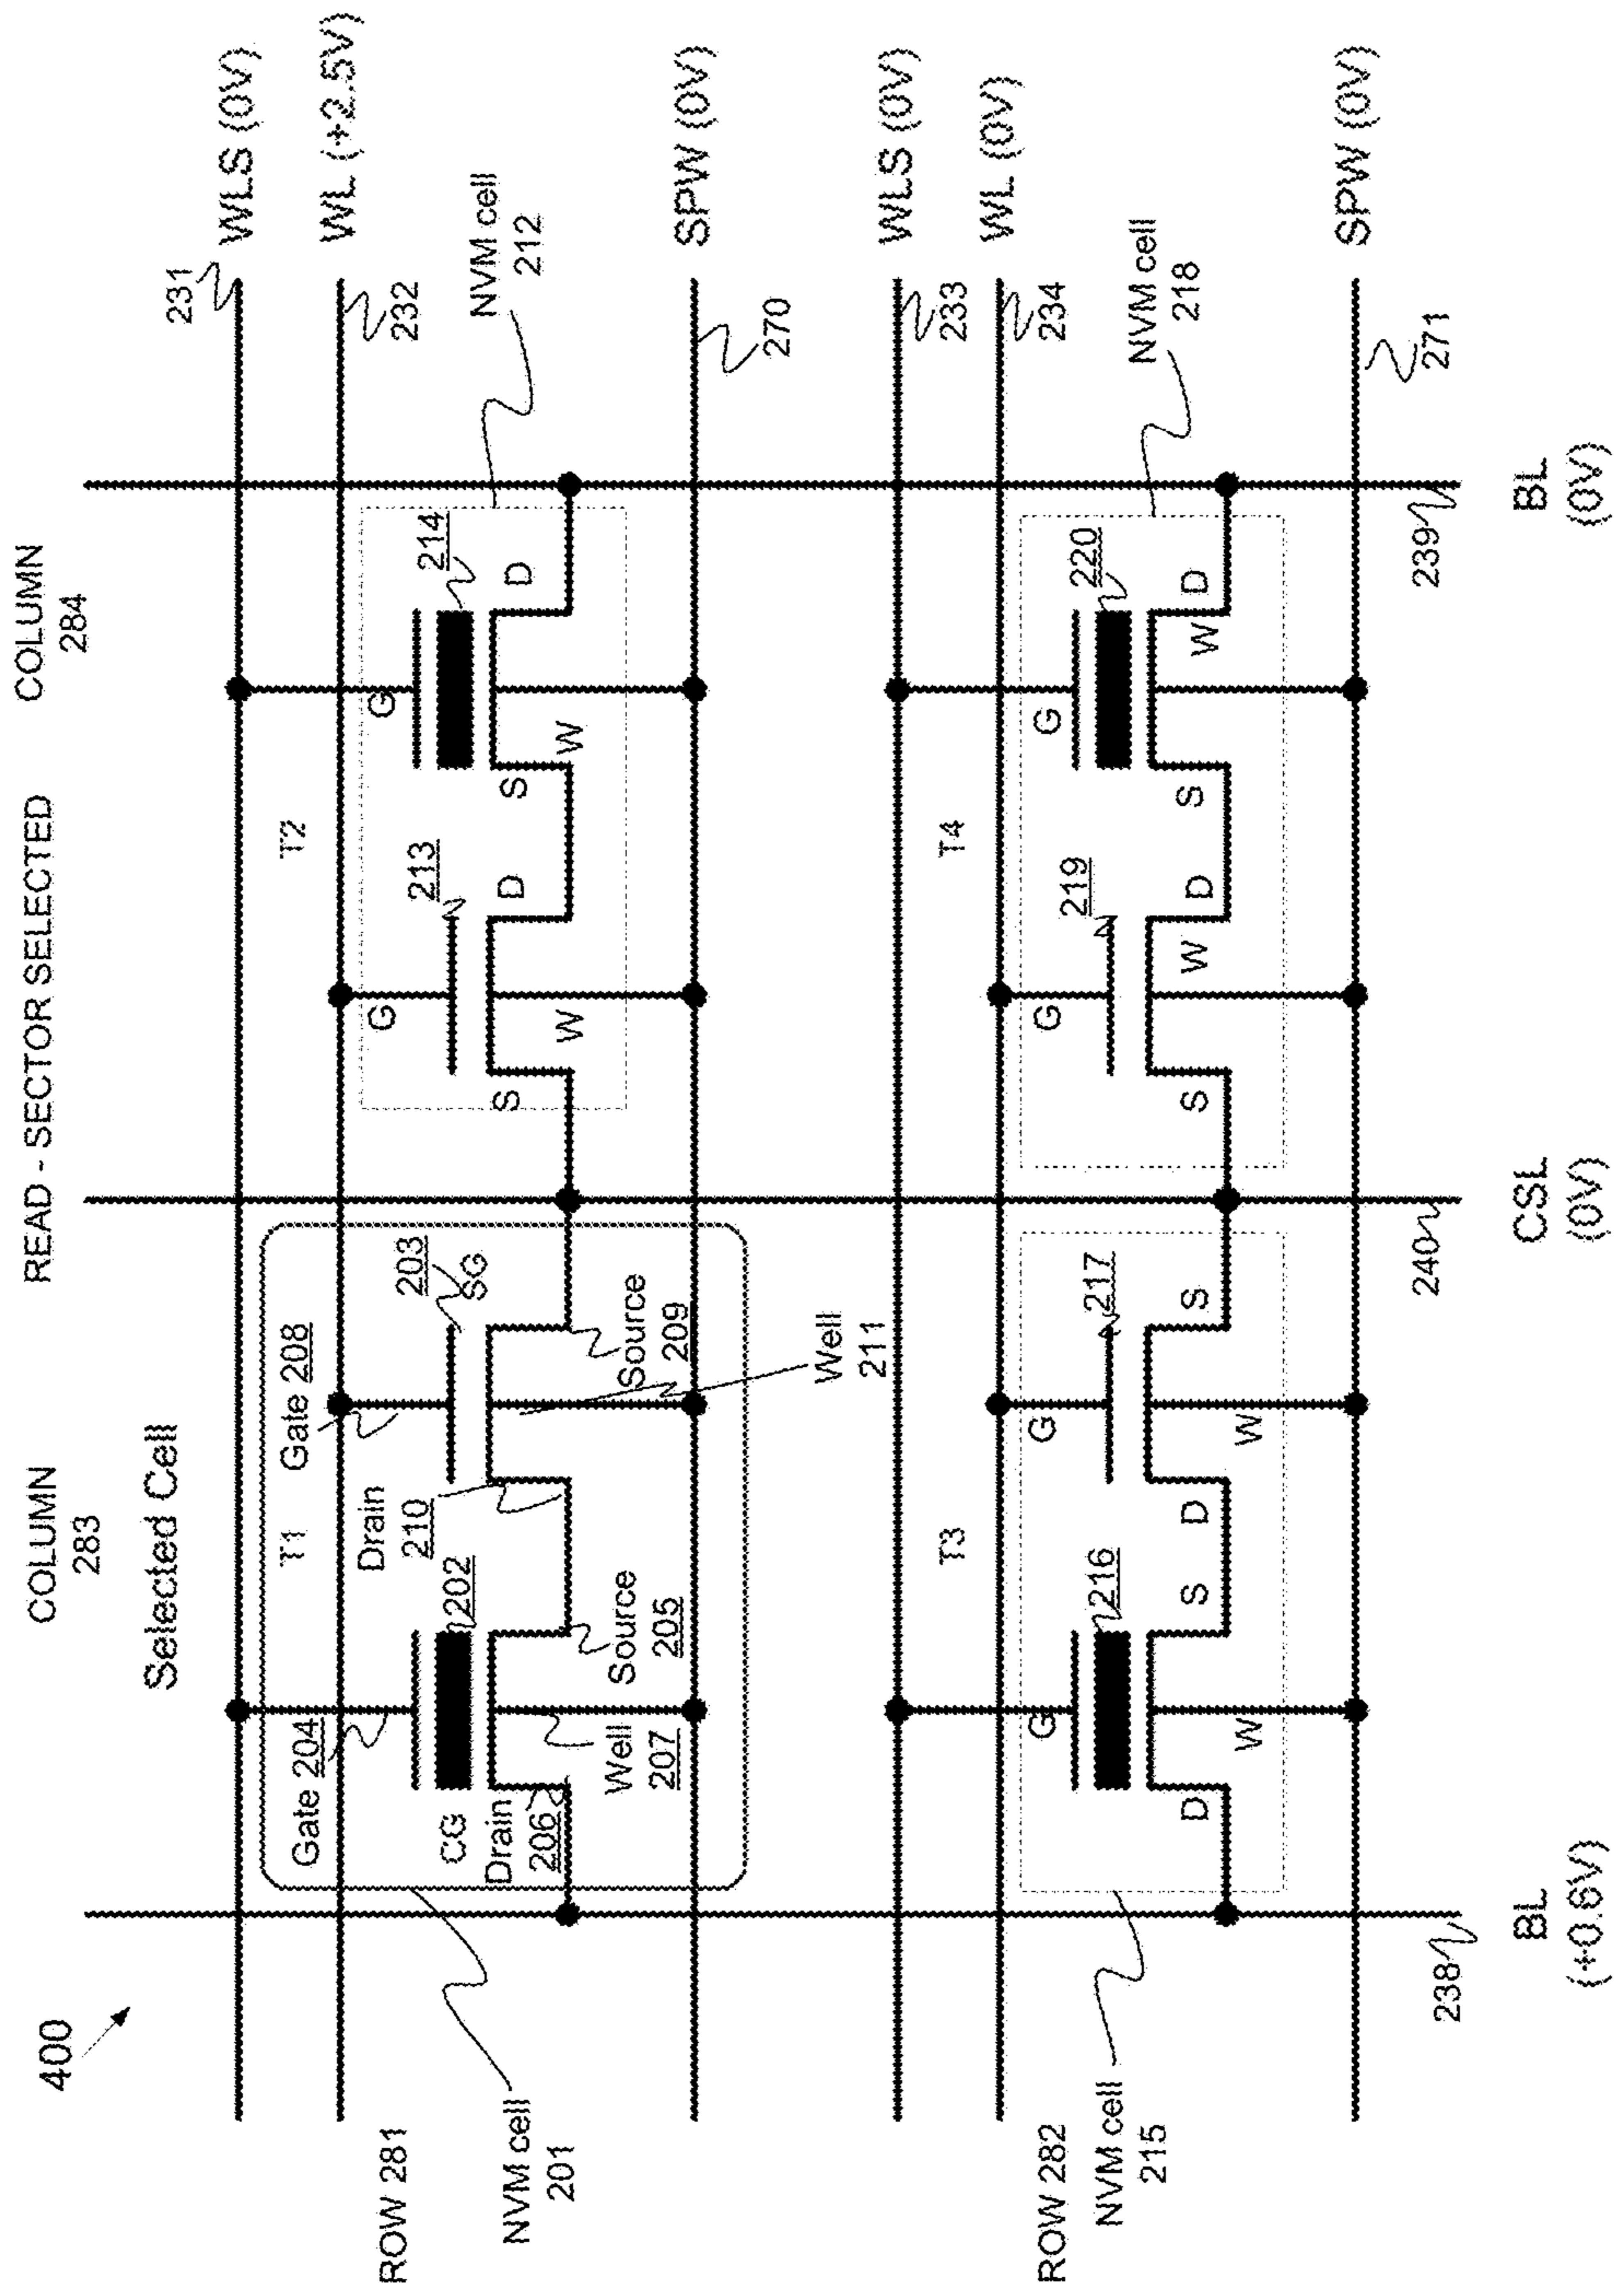 400
READ - SECTOR SELECTED
COLUMN
283
COLUMN
284
Selected Cell
231
WLS (0V)
T1
T2
232
WL (+2.5V)
Gate 204
Gate 208
Drain
210
203
SG
213
214
G
G
CG
202
D
D
S
S
W
W
Drain
206
Well
207
Source
205
Source
209
Well
211
NVM cell
212
270
SPW (0V)
ROW 281
NVM cell
201
233
WLS (0V)
T3
T4
234
WL (0V)
G
G
G
G
216
217
219
220
D
S
D
S
S
D
S
D
W
W
W
W
NVM cell
218
ROW 282
NVM cell
215
271
SPW (0V)
238
240
239
BL
(+0.6V)
CSL
(0V)
BL
(0V)